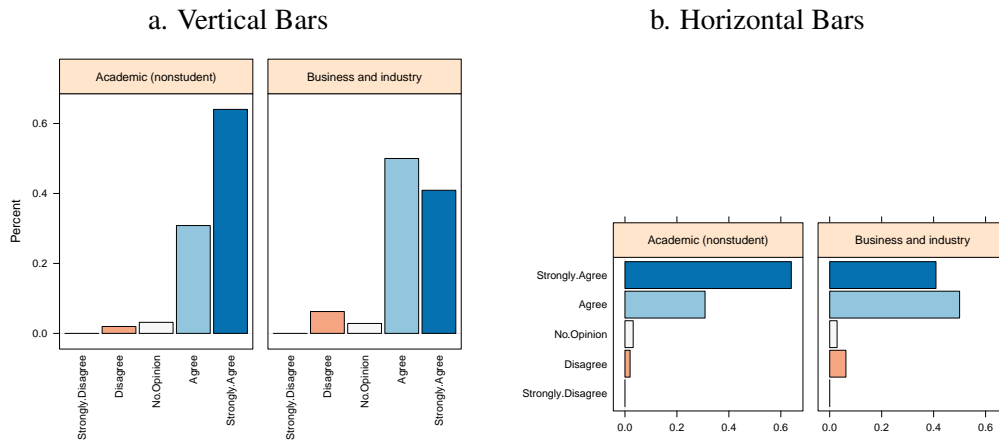 a. Vertical Bars
Academic (nonstudent) Business and industry
Percent
0.6
0.4
0.2
0.0
Strongly.Disagree
Disagree
No.Opinion
Agree
Strongly.Agree
Strongly.Disagree
Disagree
No.Opinion
Agree
Strongly.Agree
b. Horizontal Bars
Academic (nonstudent) Business and industry
Strongly.Agree
Agree
No.Opinion
Disagree
Strongly.Disagree
0.0 0.2 0.4 0.6 0.0 0.2 0.4 0.6